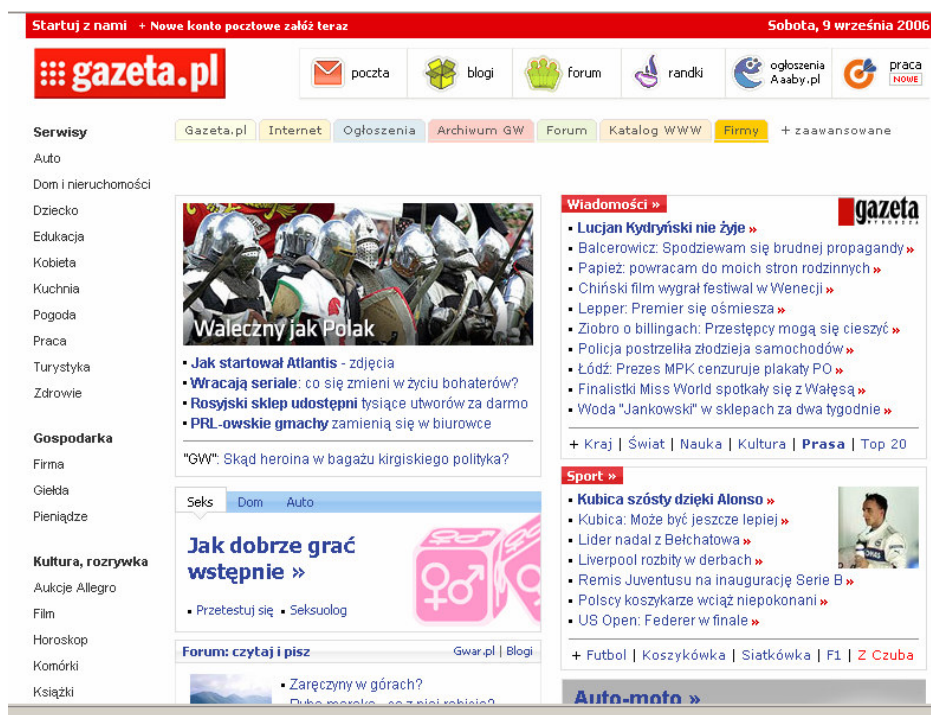 Startuj z nami + Nowe konto pocztowe załóż teraz
Sobota, 9 września 2006
gazeta.pl
poczta
blogi
forum
randki
ogłoszenia
Aaaby.pl
praca
NOWE
Gazeta.pl Internet Ogłoszenia Archiwum GW Forum Katalog WWW Firmy + zaawansowane
Serwisy
Auto
Dom i nieruchomości
Dziecko
Edukacja
Kobieta
Kuchnia
Pogoda
Praca
Turystyka
Zdrowie
Gospodarka
Firma
Giełda
Pieniądze
Kultura, rozrywka
Aukcje Allegro
Film
Horoskop
Komórki
Książki
Waleczny jak Polak
▪ Jak startował Atlantis - zdjęcia
▪ Wracają seriale: co się zmieni w życiu bohaterów?
▪ Rosyjski sklep udostępni tysiące utworów za darmo
▪ PRL-owskie gmachy zamienią się w biurowce
"GW": Skąd heroina w bagażu kirgiskiego polityka?
Seks Dom Auto
Jak dobrze grać
wstępnie »
▪ Przetestuj się ▪ Seksuolog
Forum: czytaj i pisz Gwar.pl | Blogi
▪ Zaręczyny w górach?
Wiadomości »
gazeta
WYBORCZA
▪ Lucjan Kydryński nie żyje »
▪ Balcerowicz: Spodziewam się brudnej propagandy »
▪ Papież: powracam do moich stron rodzinnych »
▪ Chiński film wygrał festiwal w Wenecji »
▪ Lepper: Premier się ośmiesza »
▪ Ziobro o billingach: Przestępcy mogą się cieszyć »
▪ Policja postrzeliła złodzieja samochodów »
▪ Łódź: Prezes MPK cenzuruje plakaty PO »
▪ Finalistki Miss World spotkały się z Wałęsą »
▪ Woda "Jankowski" w sklepach za dwa tygodnie »
+ Kraj | Świat | Nauka | Kultura | Prasa | Top 20
Sport »
▪ Kubica szósty dzięki Alonso »
▪ Kubica: Może być jeszcze lepiej »
▪ Lider nadal z Bełchatowa »
▪ Liverpool rozbity w derbach »
▪ Remis Juventusu na inaugurację Serie B »
▪ Polscy koszykarze wciąż niepokonani »
▪ US Open: Federer w finale »
+ Futbol | Koszykówka | Siatkówka | F1 | Z Czuba
Auto-moto »